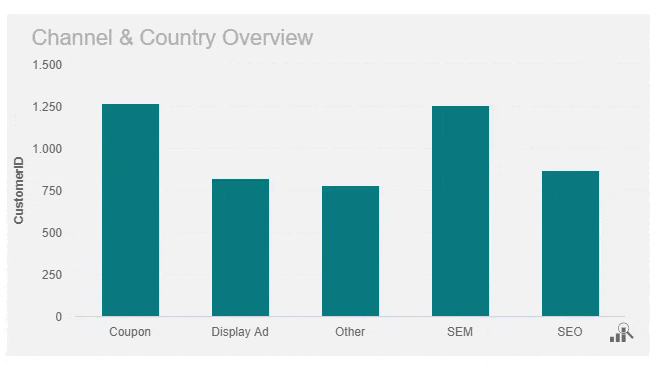 Channel & Country Overview
1.500
1.250
1.000
750
500
250
0
CustomerID
Coupon Display Ad Other SEM SEO